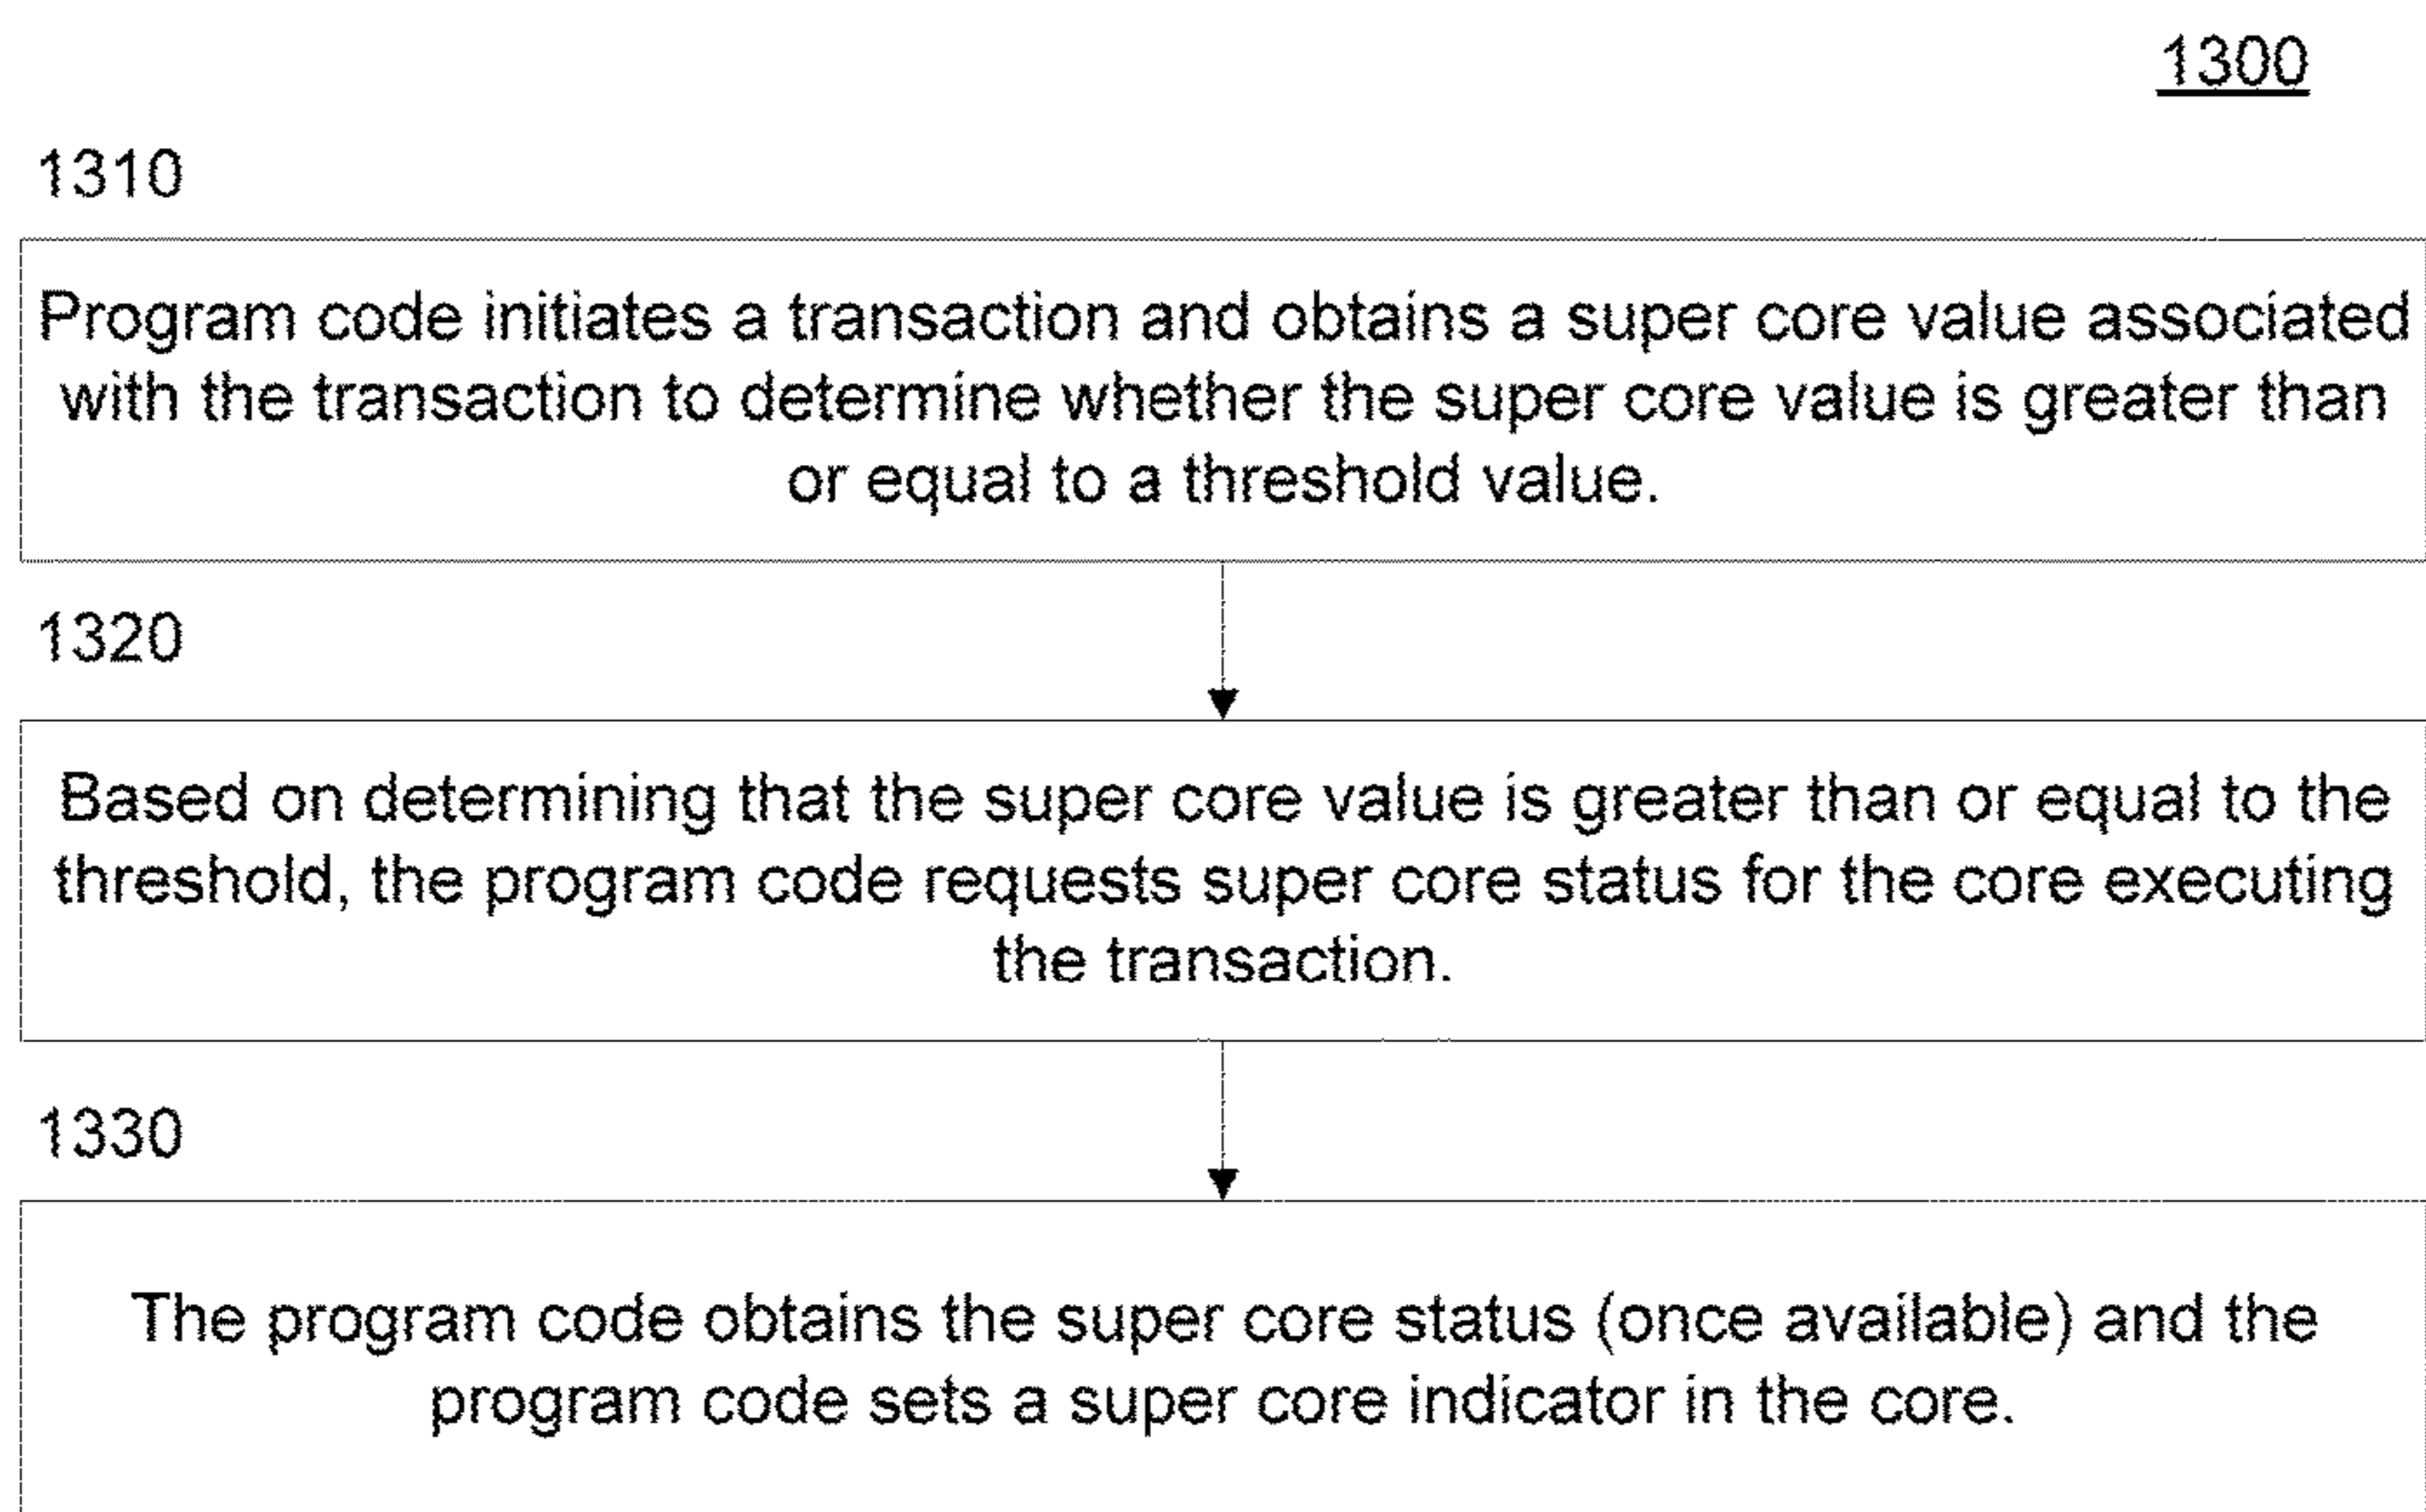 1300
1310
Program code initiates a transaction and obtains a super core value associated
with the transaction to determine whether the super core value is greater than
or equal to a threshold value.
1320
Based on determining that the super core value is greater than or equal to the
threshold, the program code requests super core status for the core executing
the transaction.
1330
The program code obtains the super core status (once available) and the
program code sets a super core indicator in the core.